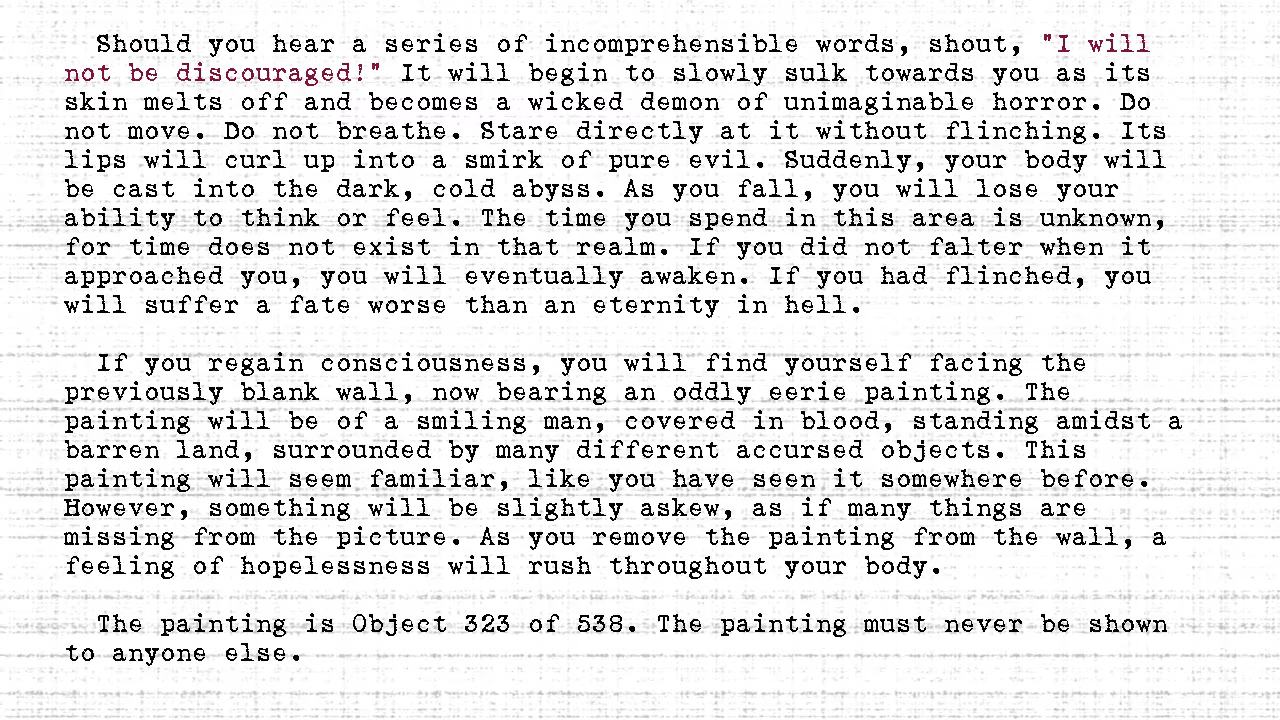 Should you hear a series of incomprehensible words, shout, "I will
not be discouraged!" It will begin to slowly sulk towards you as its
skin melts off and becomes a wicked demon of unimaginable horror. Do
not move. Do not breathe. Stare directly at it without flinching. Its
lips will curl up into a smirk of pure evil. Suddenly, your body will
be cast into the dark, cold abyss. As you fall, you will lose your
ability to think or feel. The time you spend in this area is unknown,
for time does not exist in that realm. If you did not falter when it
approached you, you will eventually awaken. If you had flinched, you
will suffer a fate worse than an eternity in hell.
If you regain consciousness, you will find yourself facing the
previously blank wall, now bearing an oddly eerie painting. The
painting will be of a smiling man, covered in blood, standing amidst a
barren land, surrounded by many different accursed objects. This
painting will seem familiar, like you have seen it somewhere before.
However, something will be slightly askew, as if many things are
missing from the picture. As you remove the painting from the wall, a
feeling of hopelessness will rush throughout your body.
The painting is Object 323 of 538. The painting must never be shown
to anyone else.